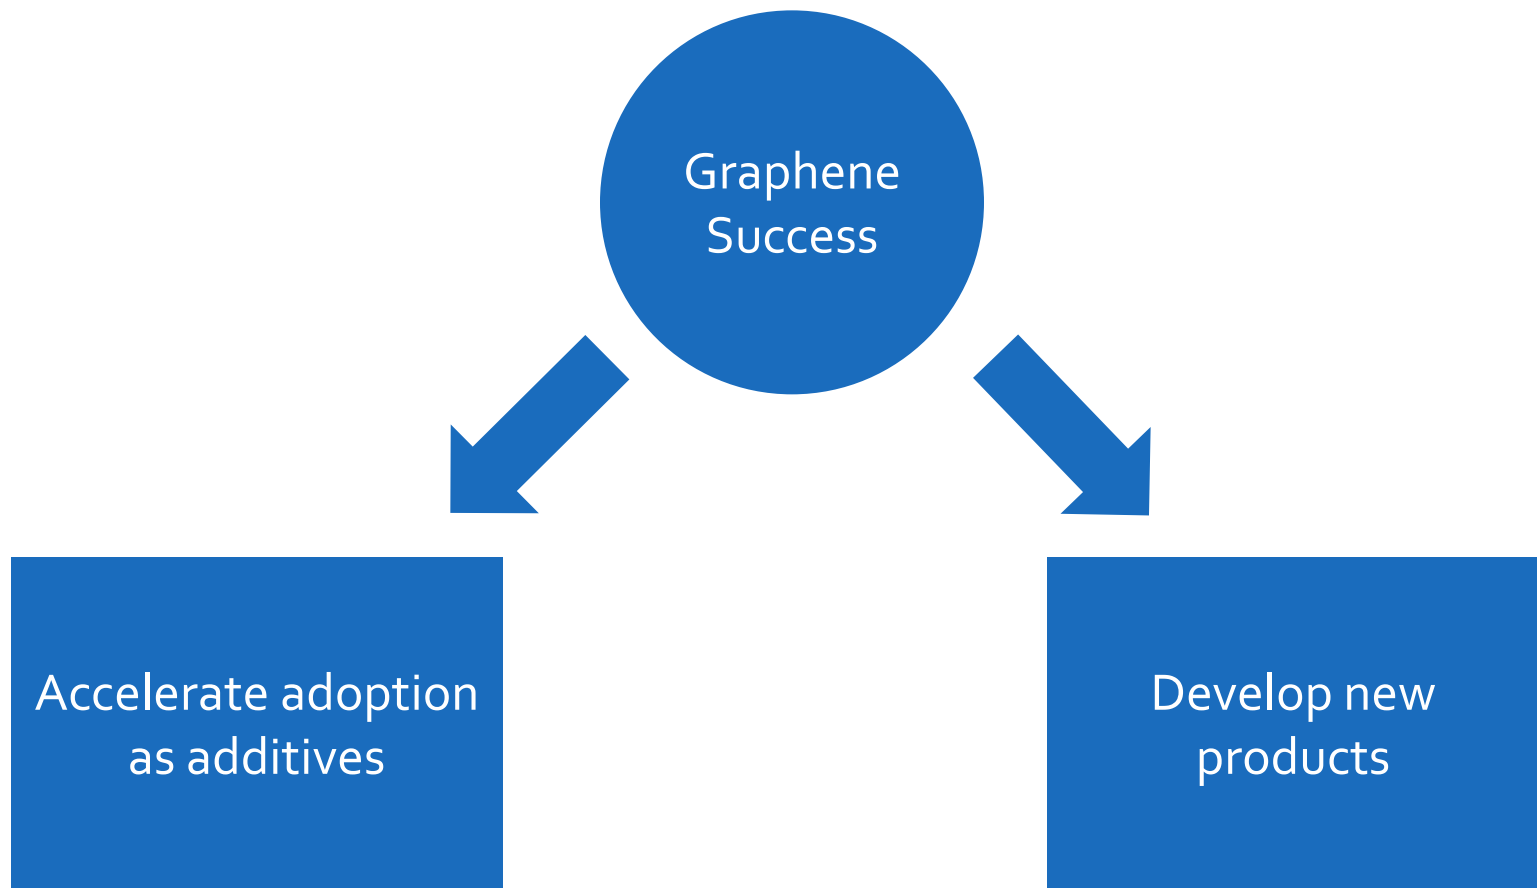 Graphene
Success
Accelerate adoption
as additives
Develop new
products